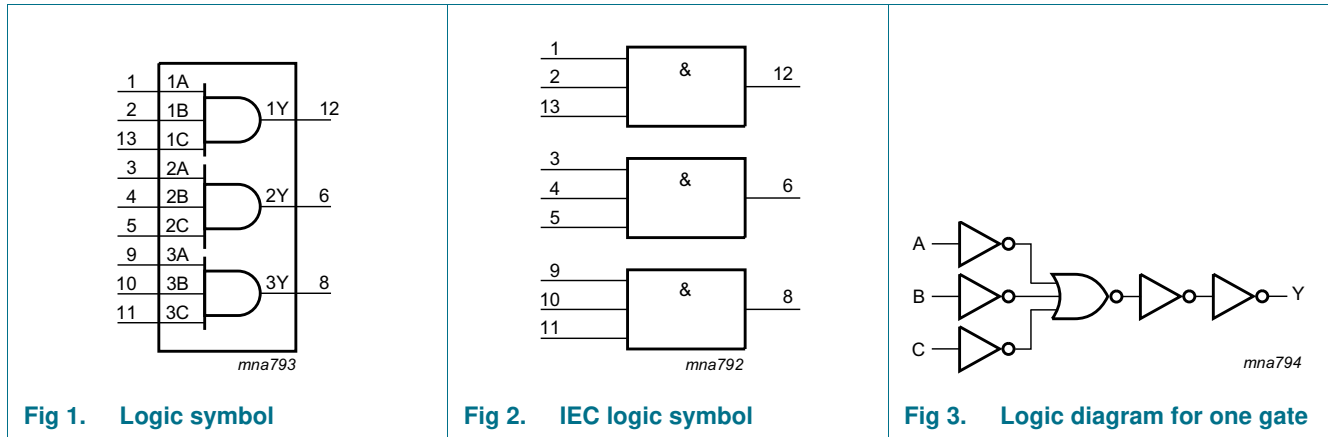 1 1A
2 1B 1Y 12
13 1C
3 2A
4 2B 2Y 6
5 2C
9 3A
10 3B 3Y 8
11 3C
mna793
Fig 1. Logic symbol
1
& 12
2
13
3
& 6
4
5
9
& 8
10
11
mna792
Fig 2. IEC logic symbol
A
B Y
C
mna794
Fig 3. Logic diagram for one gate